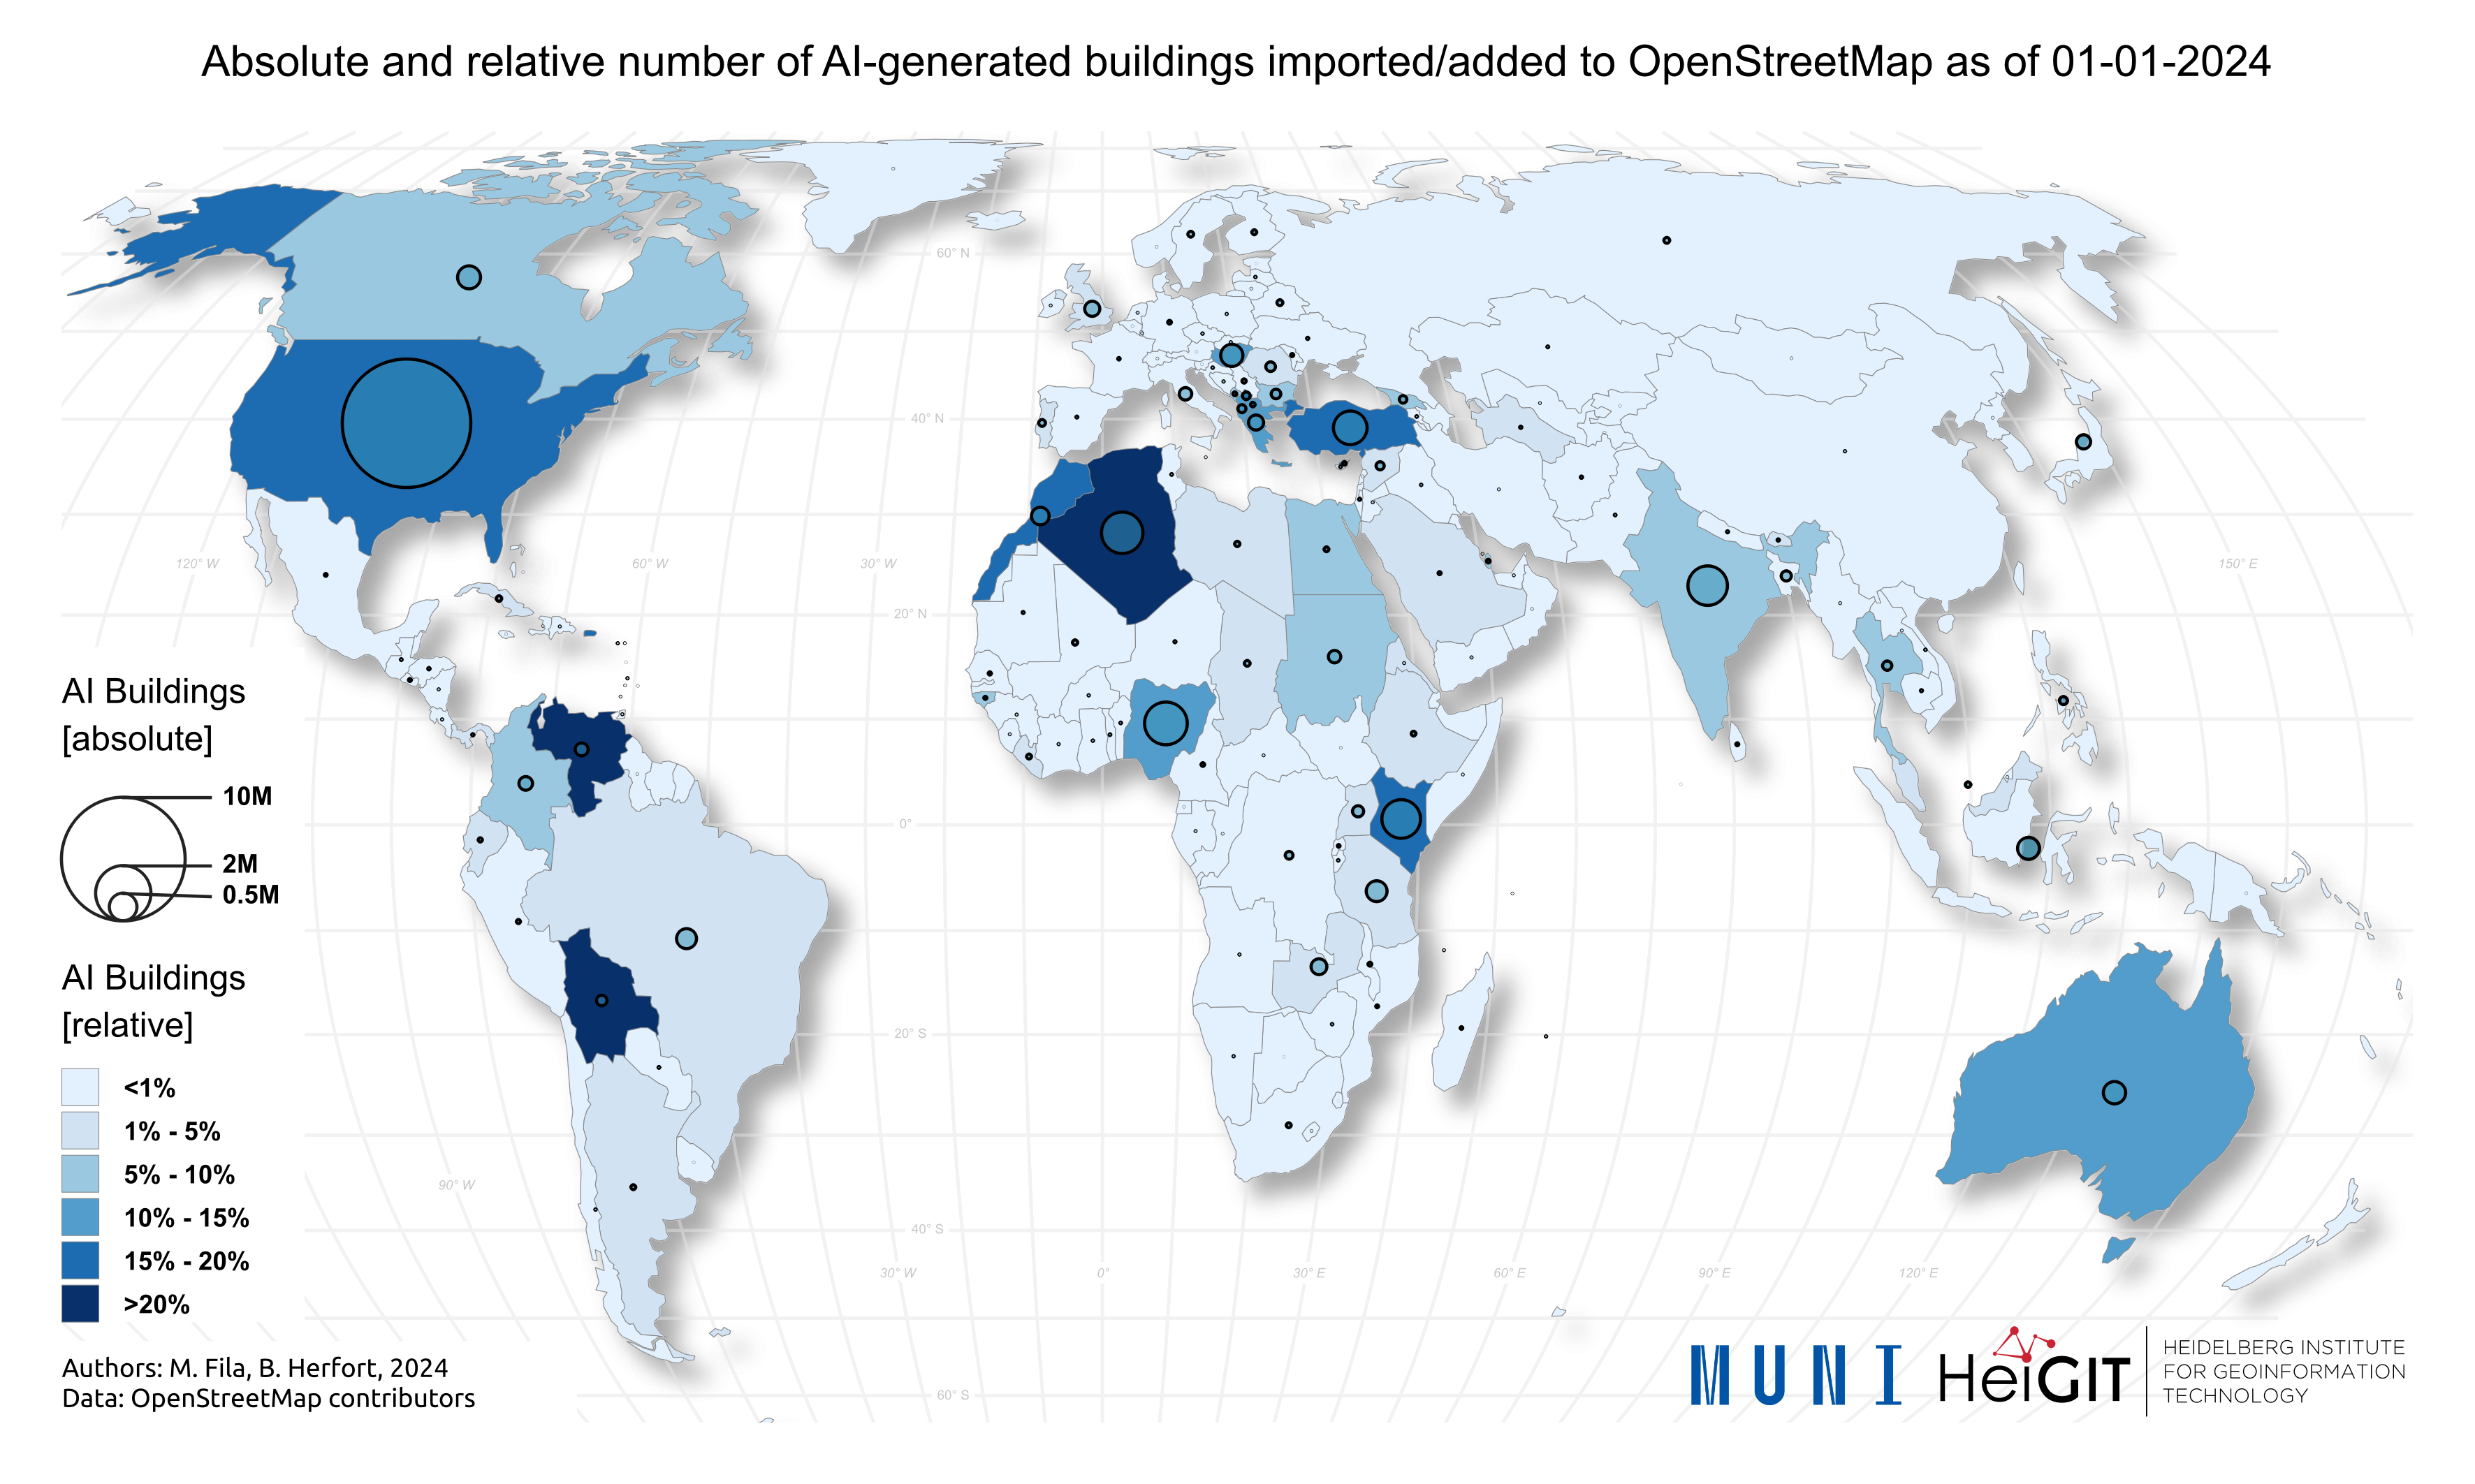 Absolute and relative number of AI-generated buildings imported/added to OpenStreetMap as of 01-01-2024
60° N
40° N
120° W
60° W
30° W
150° E
20° N
0°
20° S
90° W
40° S
30° W
0°
30° E
60° E
90° E
120° E
60° S
AI Buildings
[absolute]
10M
2M
0.5M
AI Buildings
[relative]
<1%
1% - 5%
5% - 10%
10% - 15%
15% - 20%
>20%
Authors: M. Fila, B. Herfort, 2024
Data: OpenStreetMap contributors
MUNI
HeiGIT
HEIDELBERG INSTITUTE
FOR GEOINFORMATION
TECHNOLOGY